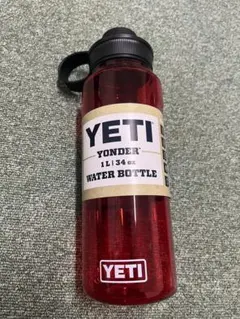 YETI
YONDER
1 L | 34 oz
WATER BOTTLE
YETI